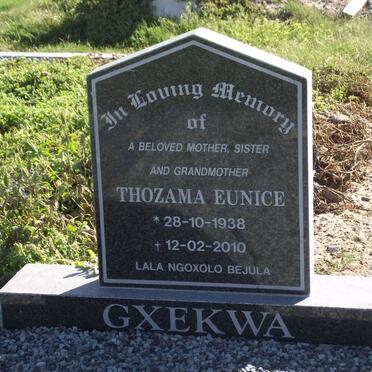 In Loving Memory
of
A BELOVED MOTHER, SISTER
AND GRANDMOTHER
THOZAMA EUNICE
* 28-10-1938
† 12-02-2010
LALA NGOXOLO BEJULA
GXEKWA